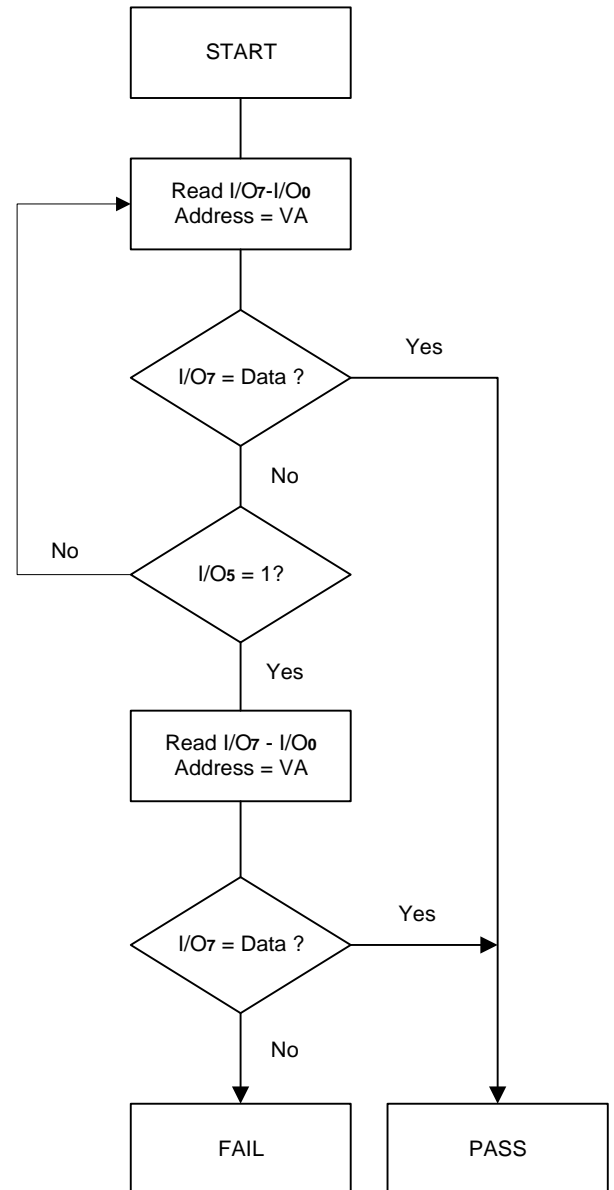 START
Read I/O7-I/O0
Address = VA
I/O7 = Data ?
Yes
No
No
I/O5 = 1?
Yes
Read I/O7 - I/O0
Address = VA
I/O7 = Data ?
Yes
No
FAIL
PASS